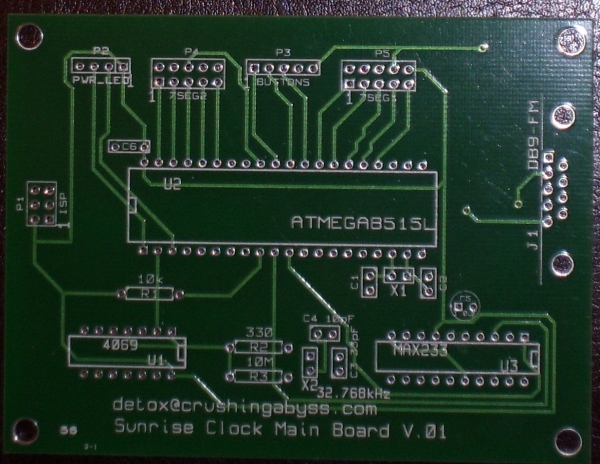 P2
P4
P3
P5
PWR_LED
1
1
7SEG2
BUTTONS
1
7SEG1
C6
DB9-FM
U2
P1
ISP
1
ATMEGA8515L
J1
C1
X1
10k
R1
C4
330
4069
U1
R2
10M
R3
X2
MAX233
U3
32.768kHz
detox@crushingabyss.com
Sunrise Clock Main Board V.01